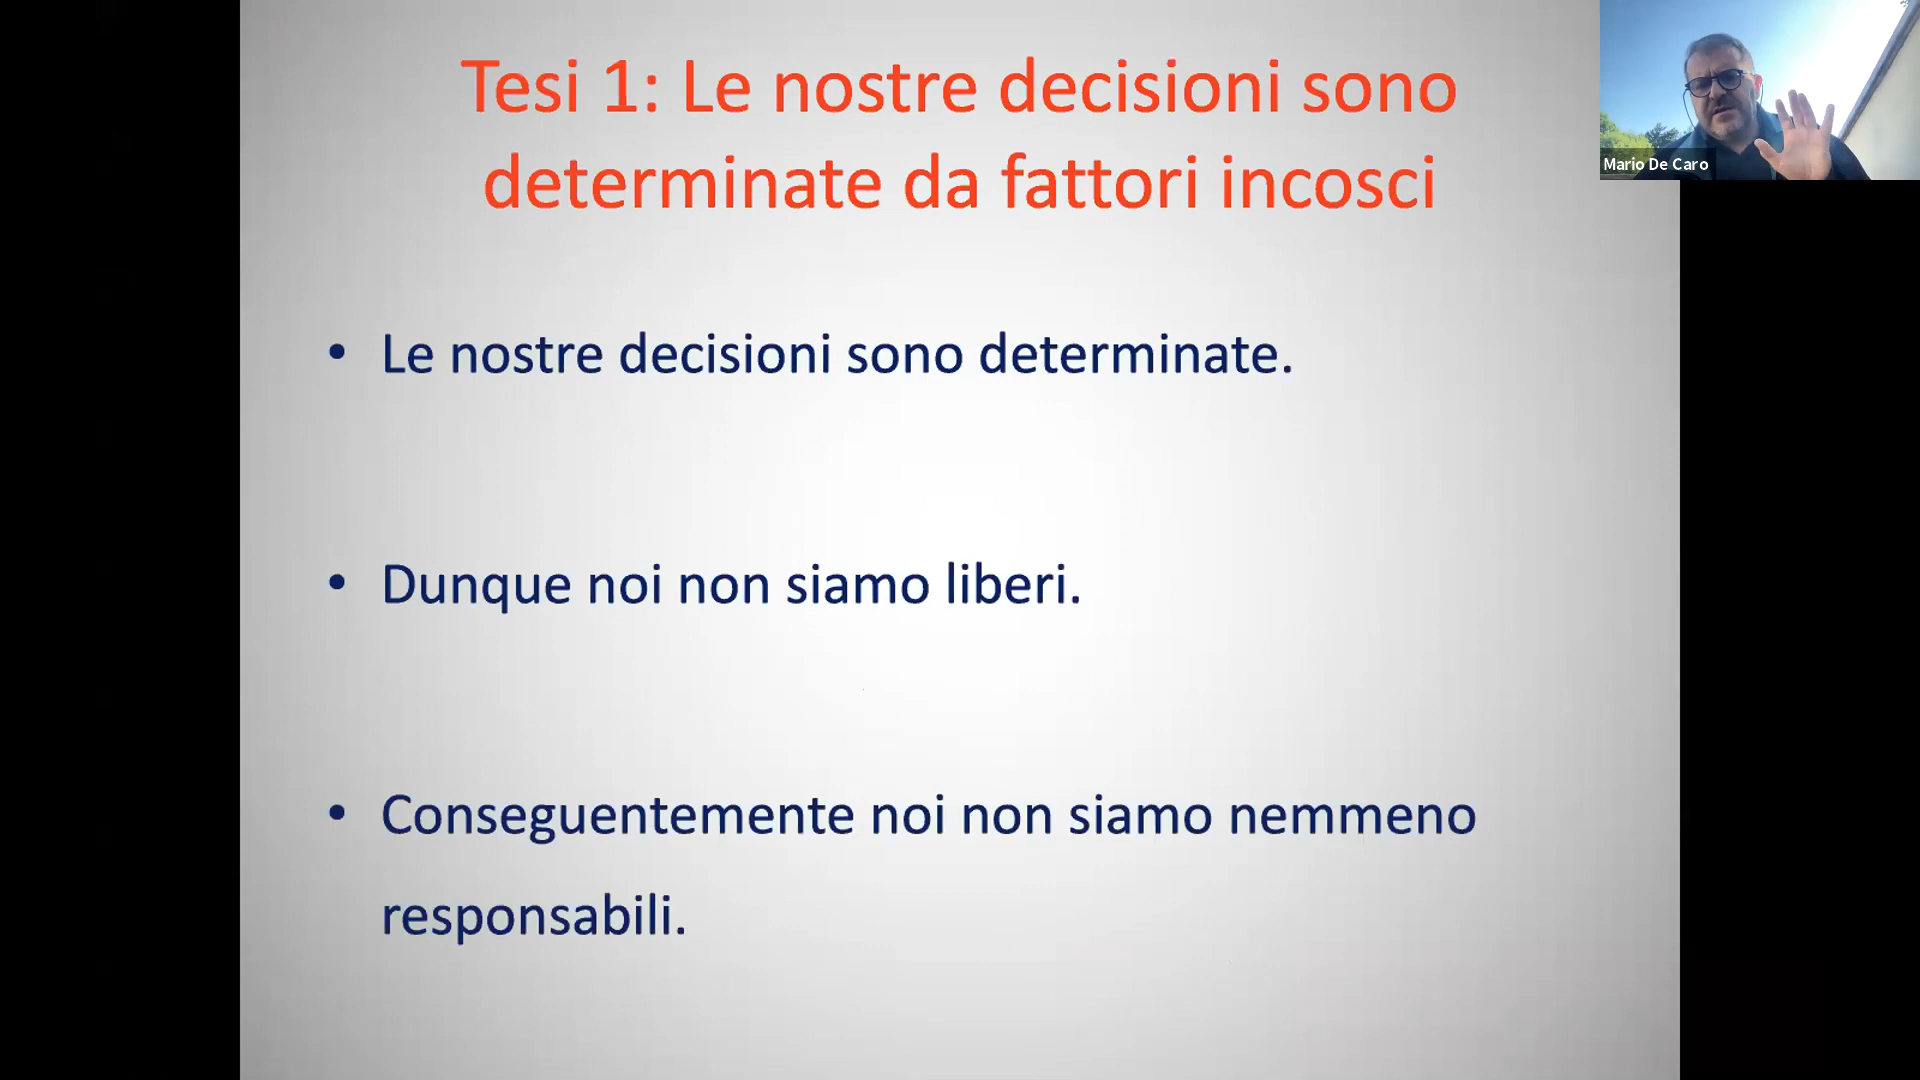 Tesi 1: Le nostre decisioni sono
determinate da fattori incosci
Mario De Caro
• Le nostre decisioni sono determinate.
• Dunque noi non siamo liberi.
• Conseguentemente noi non siamo nemmeno
responsabili.